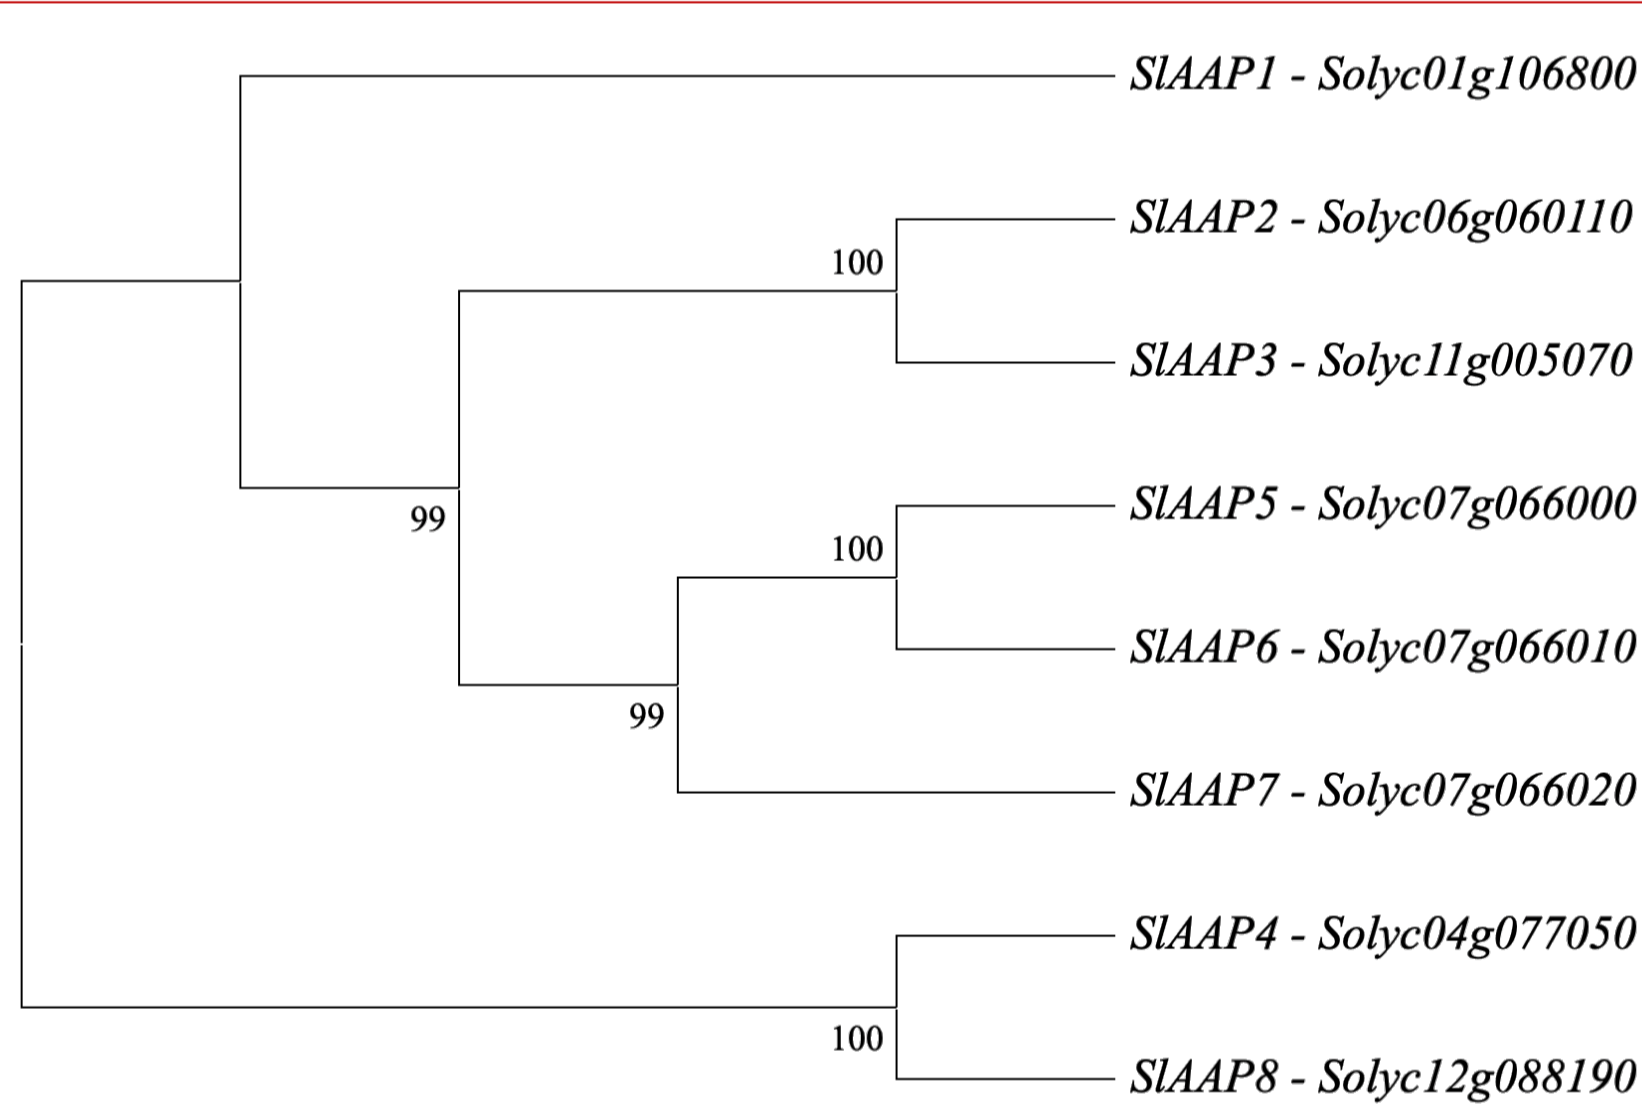 SlAAP1 - Solyc01g106800
SlAAP2 - Solyc06g060110
100
SlAAP3 - Solyc11g005070
99
SlAAP5 - Solyc07g066000
100
SlAAP6 - Solyc07g066010
99
SlAAP7 - Solyc07g066020
SlAAP4 - Solyc04g077050
100
SlAAP8 - Solyc12g088190